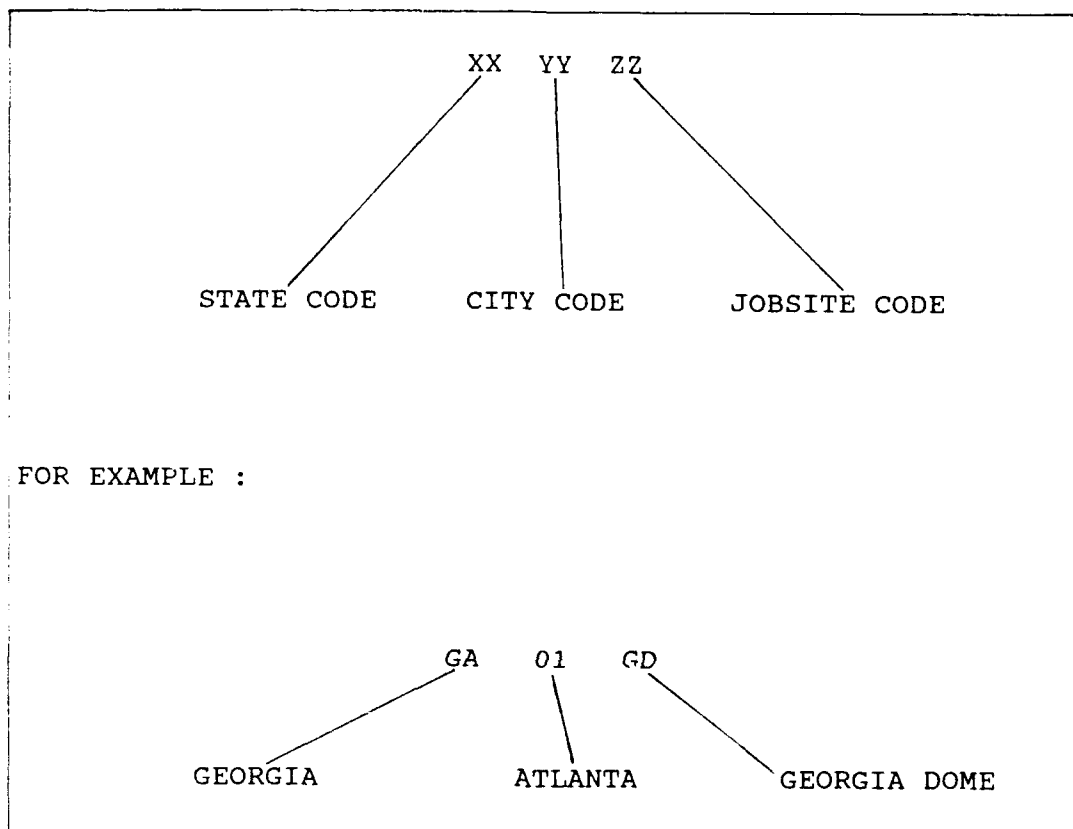 XX YY ZZ
STATE CODE CITY CODE JOBSITE CODE
FOR EXAMPLE :
GA 01 GD
GEORGIA ATLANTA GEORGIA DOME